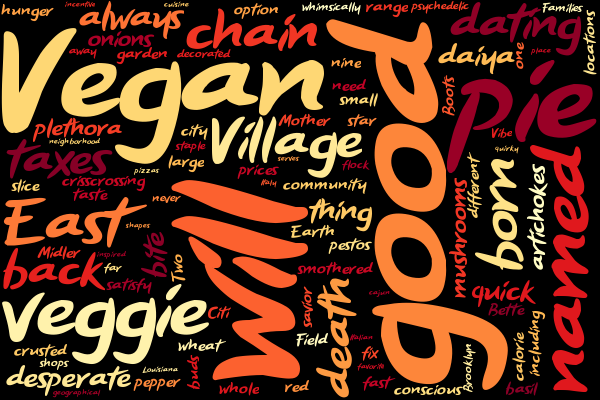 hunger
incentive
always
cuisine
option
whimsically
range
psychedelic
Families
onions
chain
dating
locations
away
garden
decorated
Vegan
nine
good
daiya
one
place
need
small
Boots
pie
plethora
neighborhood
city
staple
Village
Mother
star
Vibe
quirky
taxes
pizzas
large
serves
prices
flock
slice
crisscrossing
taste
Italy
community
mushrooms
different
born
artichokes
named
never
will
thing
Earth
pestos
East
shapes
Midler
inspired
bite
Two
back
far
satisfy
smothered
cajun
quick
Bette
veggie
Citi
savior
death
Field
Italian
fix
favorite
fast
crusted
shops
wheat
desperate
Louisiana
pepper
geographical
buds
whole
red
conscious
Brooklyn
calorie
including
basil